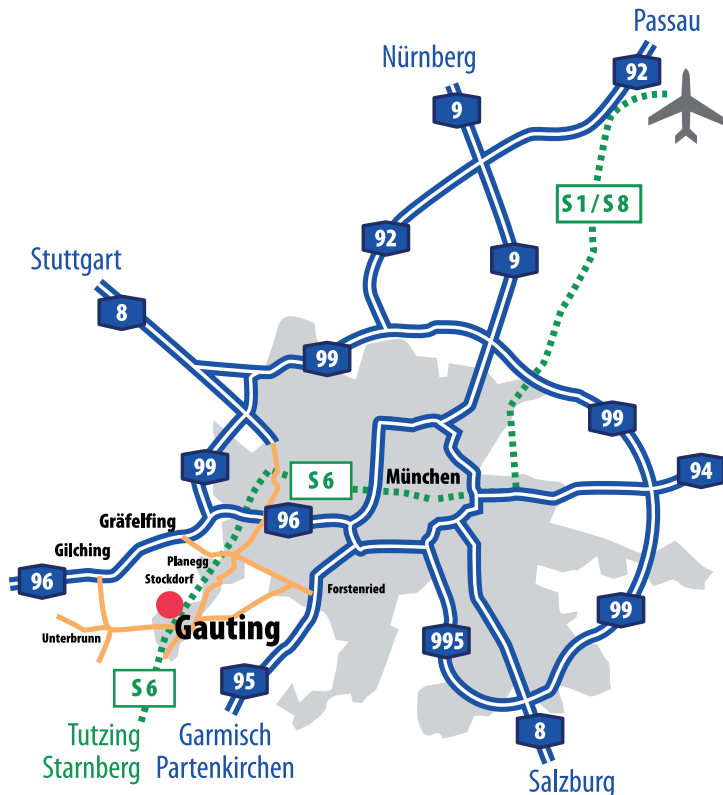 Passau
Nürnberg
92
9
S1/S8
92
9
Stuttgart
8
99
99
94
99
S6
München
Gräfelfing
96
Gilching
Planegg
Stockdorf
96
Forstenried
99
Gauting
Unterbrunn
995
S6
95
8
Tutzing
Starnberg
Garmisch
Partenkirchen
Salzburg